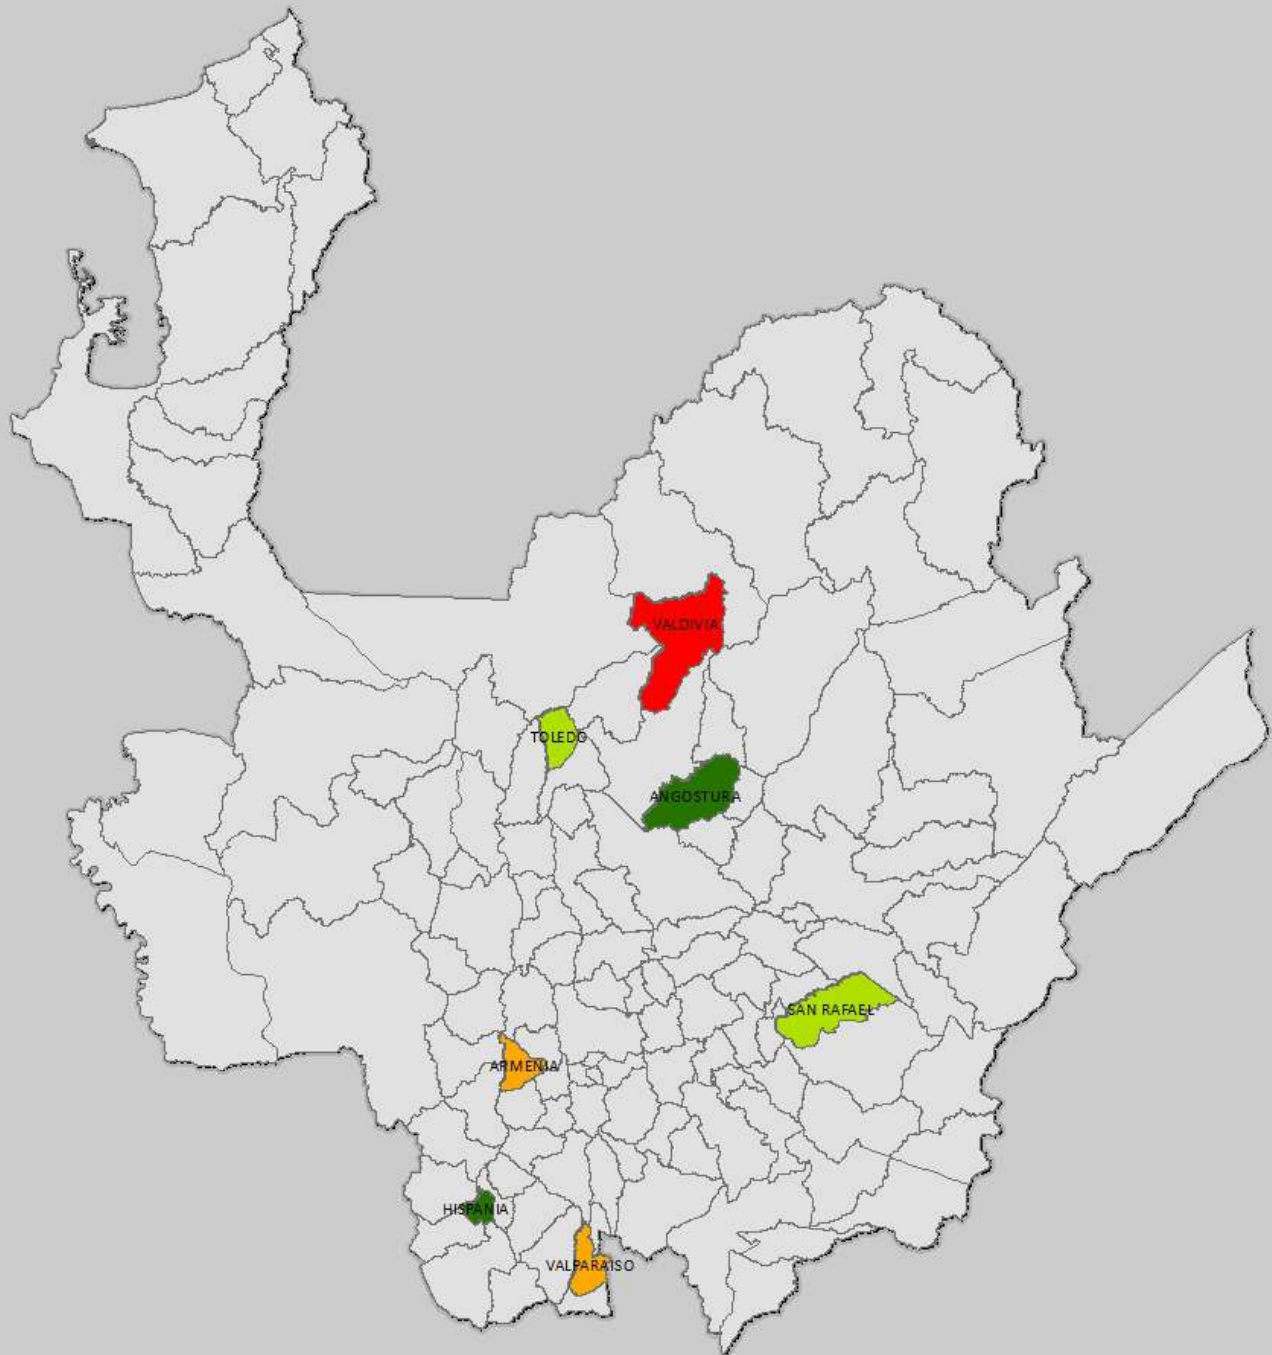 VALDIVIA
TOLEDO
ANGOSTURA
SAN RAFAEL
ARMENIA
HISPANIA
VALPARAISO